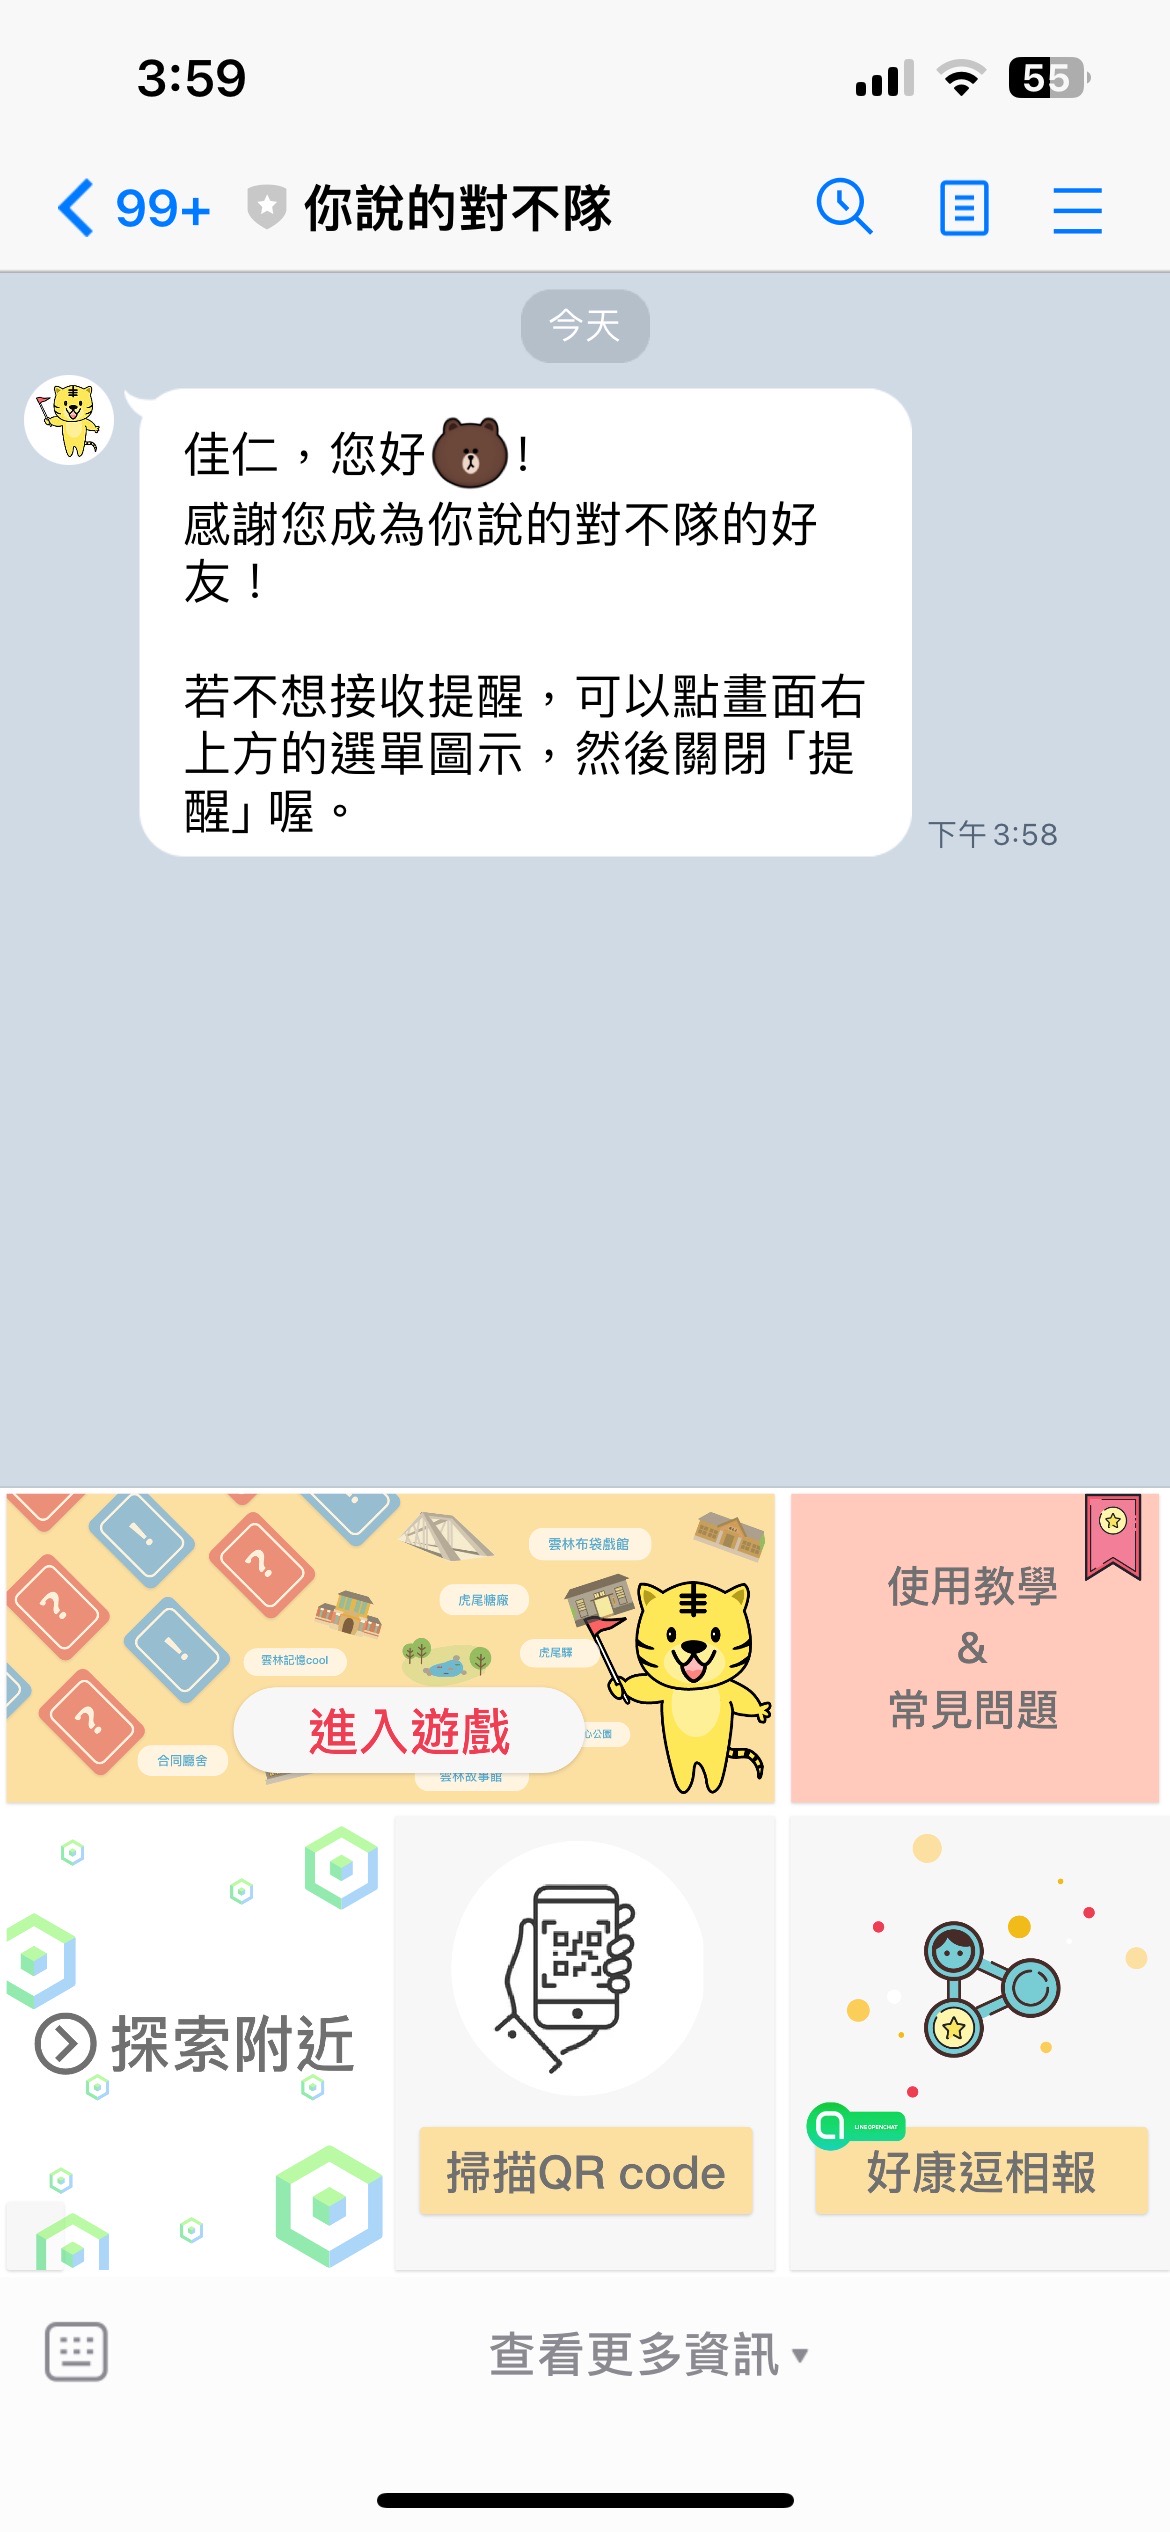 3:59
55
99+
你說的對不隊
今天
佳仁，您好！
感謝您成為你說的對不隊的好
友！
若不想接收提醒，可以點畫面右
上方的選單圖示，然後關閉「提
醒」喔。
下午3:58
雲林布袋戲館
虎尾糖廠
虎尾驛
雲林記憶cool
進入遊戲
心公園
合同廳舍
雲林故事館
使用教學
&
常見問題
探索附近
掃描QR code
LINE OPENCHAT
好康逗相報
查看更多資訊